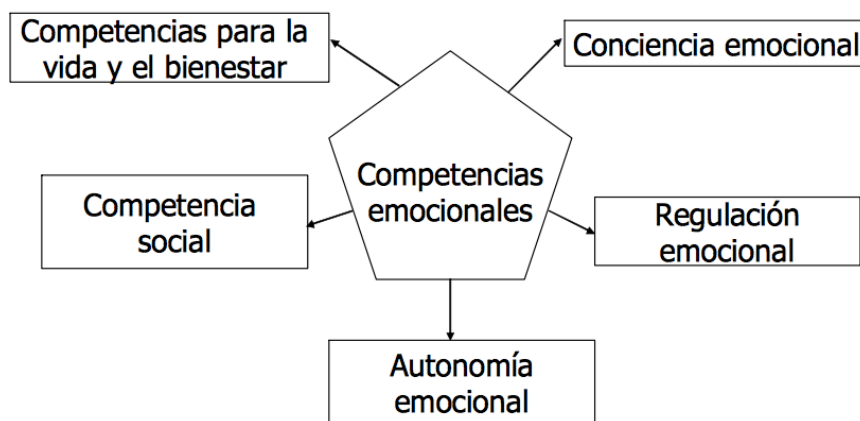 Competencias para la
vida y el bienestar
Conciencia emocional
Competencias
emocionales
Competencia
social
Regulación
emocional
Autonomía
emocional